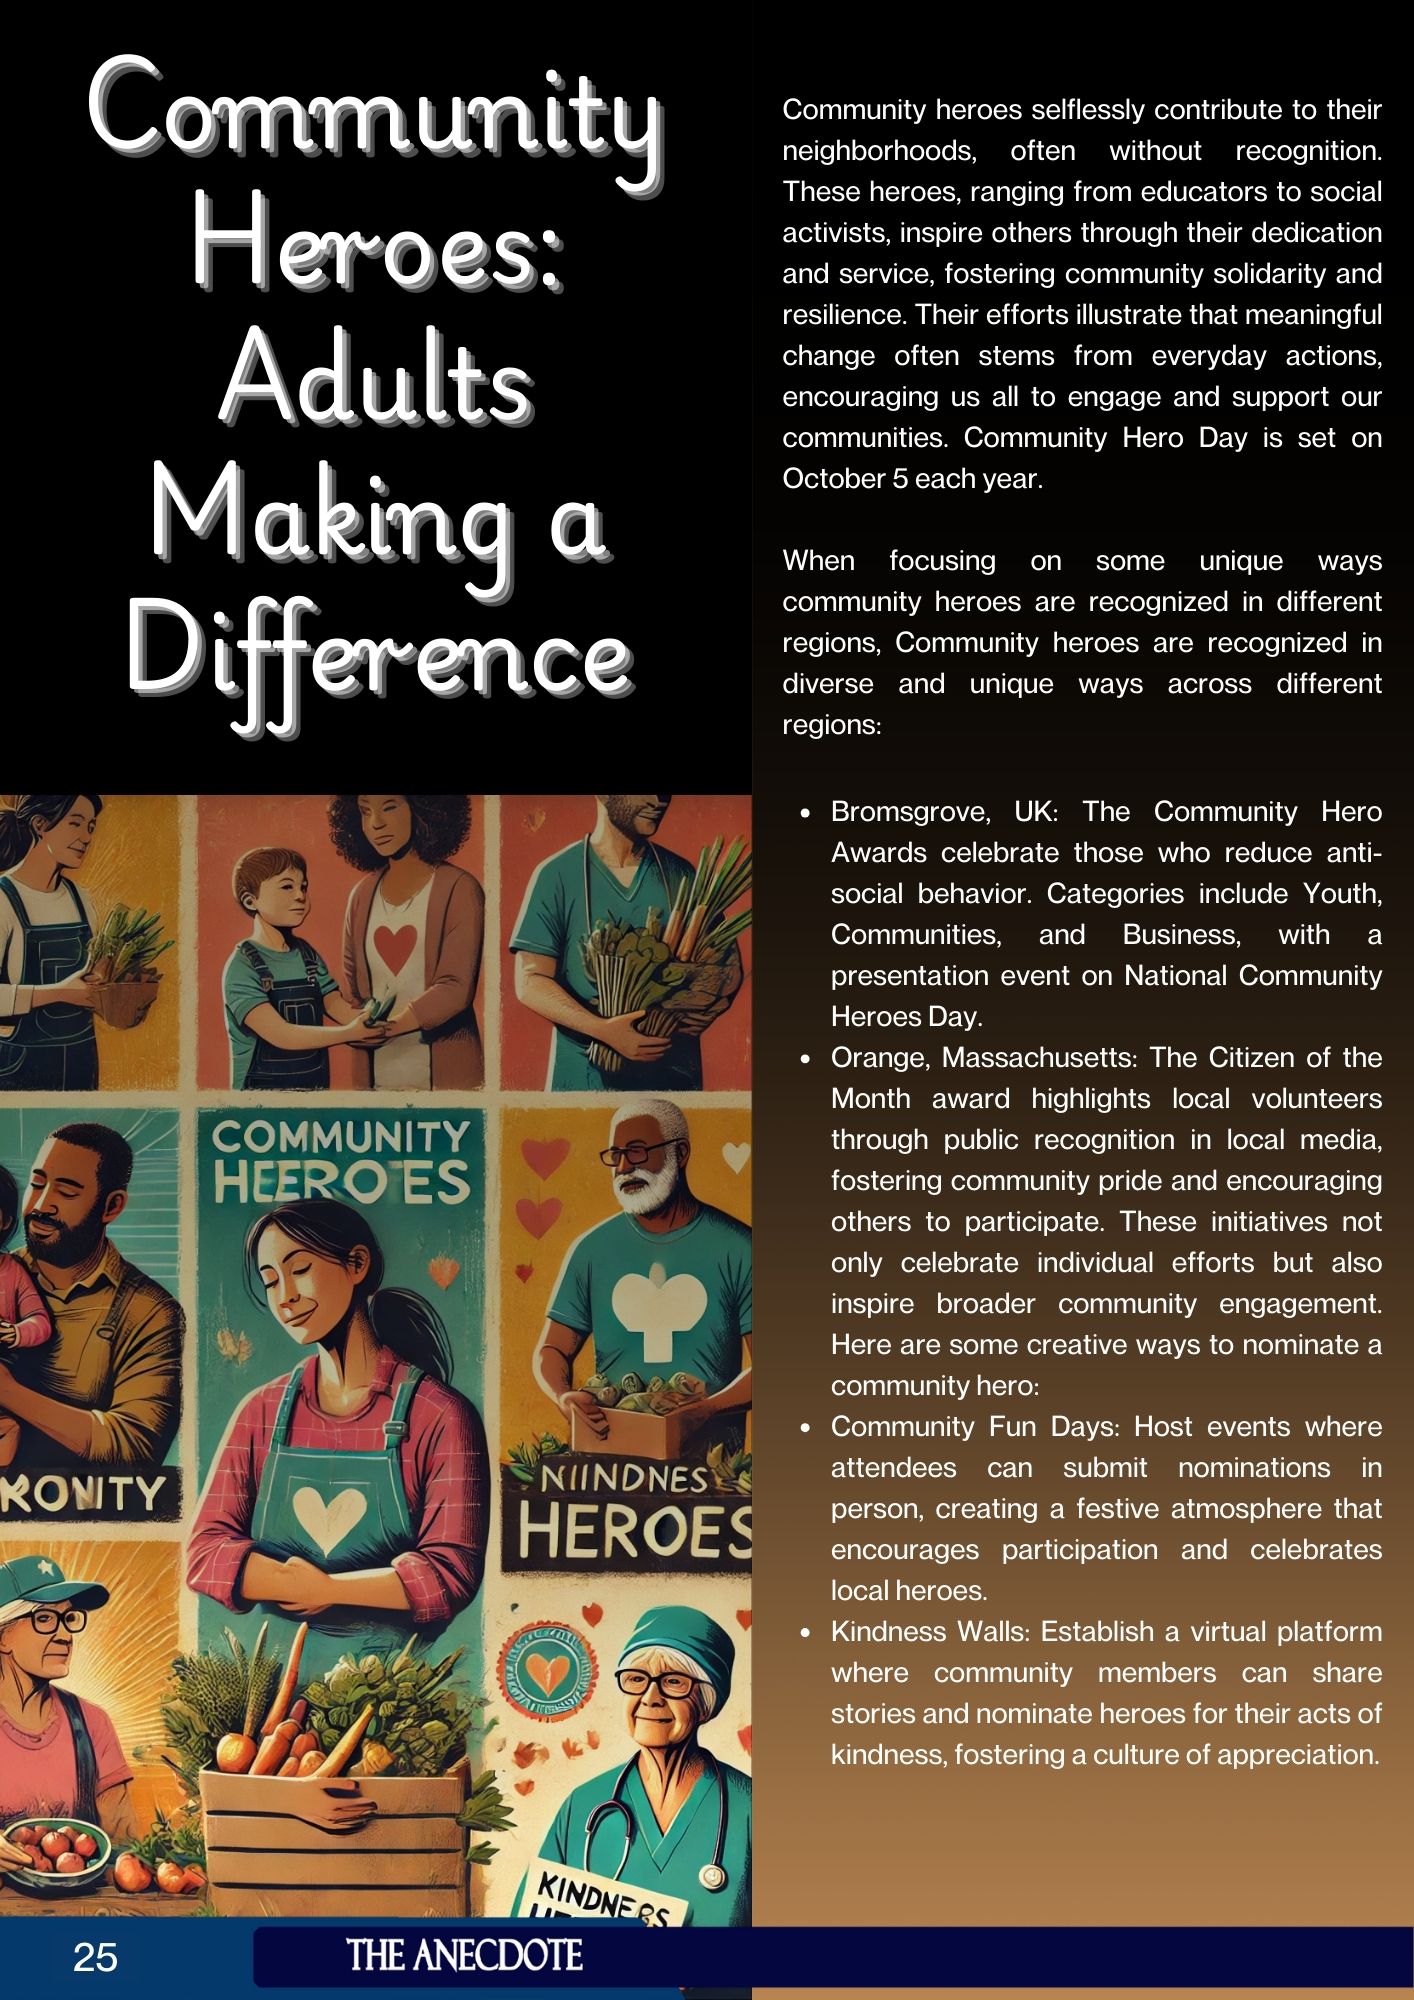 Community
Heroes:
Adults
Making a
Difference
Community heroes selflessly contribute to their
neighborhoods, often without recognition.
These heroes, ranging from educators to social
activists, inspire others through their dedication
and service, fostering community solidarity and
resilience. Their efforts illustrate that meaningful
change often stems from everyday actions,
encouraging us all to engage and support our
communities. Community Hero Day is set on
October 5 each year.
When focusing on some unique ways
community heroes are recognized in different
regions, Community heroes are recognized in
diverse and unique ways across different
regions:
• Bromsgrove, UK: The Community Hero
Awards celebrate those who reduce anti-
social behavior. Categories include Youth,
Communities, and Business, with a
presentation event on National Community
Heroes Day.
• Orange, Massachusetts: The Citizen of the
Month award highlights local volunteers
through public recognition in local media,
fostering community pride and encouraging
others to participate. These initiatives not
only celebrate individual efforts but also
inspire broader community engagement.
Here are some creative ways to nominate a
community hero:
• Community Fun Days: Host events where
attendees can submit nominations in
person, creating a festive atmosphere that
encourages participation and celebrates
local heroes.
• Kindness Walls: Establish a virtual platform
where community members can share
stories and nominate heroes for their acts of
kindness, fostering a culture of appreciation.
COMMUNITY
NIINDNES
HEROES
25
THE ANECDOTE